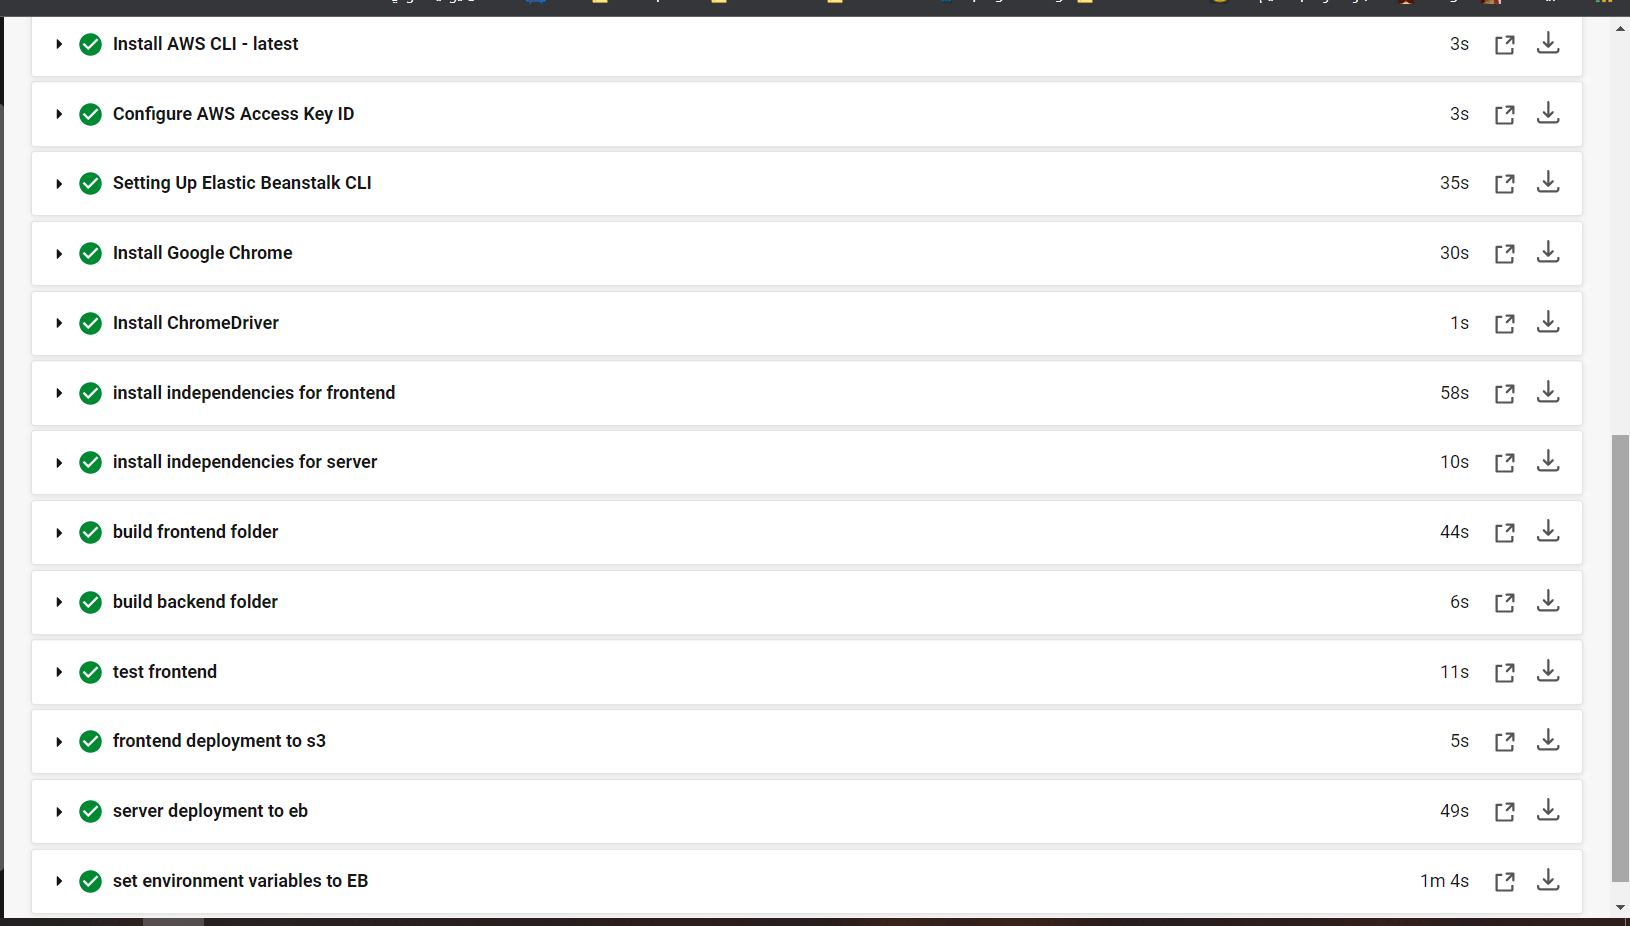 Install AWS CLI - latest 3s
Configure AWS Access Key ID 3s
Setting Up Elastic Beanstalk CLI 35s
Install Google Chrome 30s
Install ChromeDriver 1s
install independencies for frontend 58s
install independencies for server 10s
build frontend folder 44s
build backend folder 6s
test frontend 11s
frontend deployment to s3 5s
server deployment to eb 49s
set environment variables to EB 1m 4s